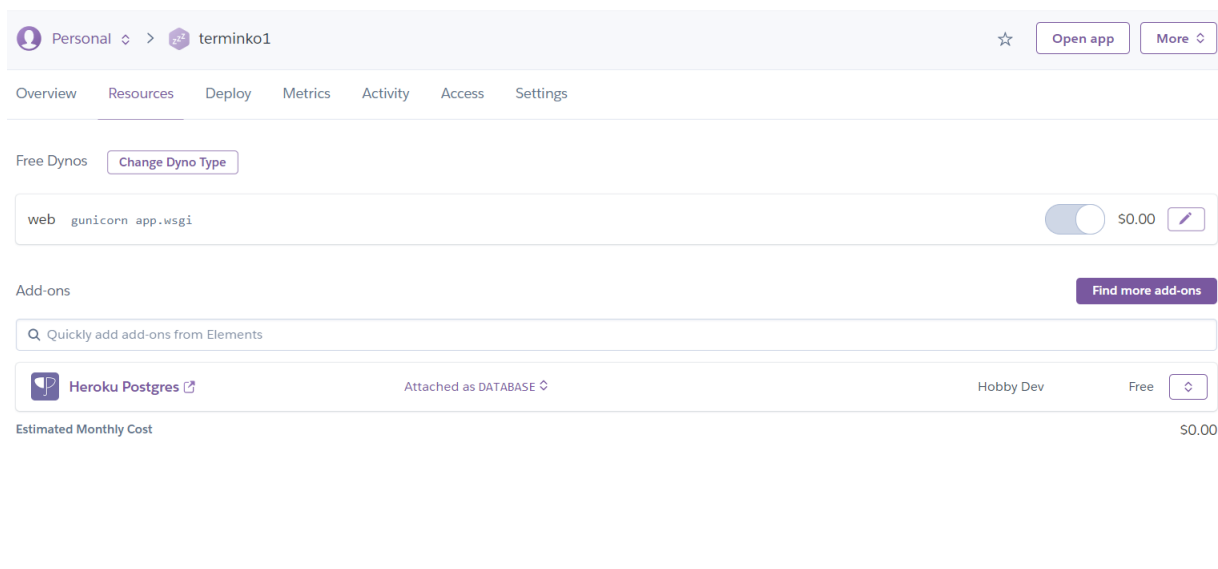 Personal > terminko1 Open app More
Overview Resources Deploy Metrics Activity Access Settings
Free Dynos Change Dyno Type
web gunicorn app.wsgi $0.00
Add-ons Find more add-ons
Quickly add add-ons from Elements
Heroku Postgres Attached as DATABASE Hobby Dev Free
Estimated Monthly Cost $0.00